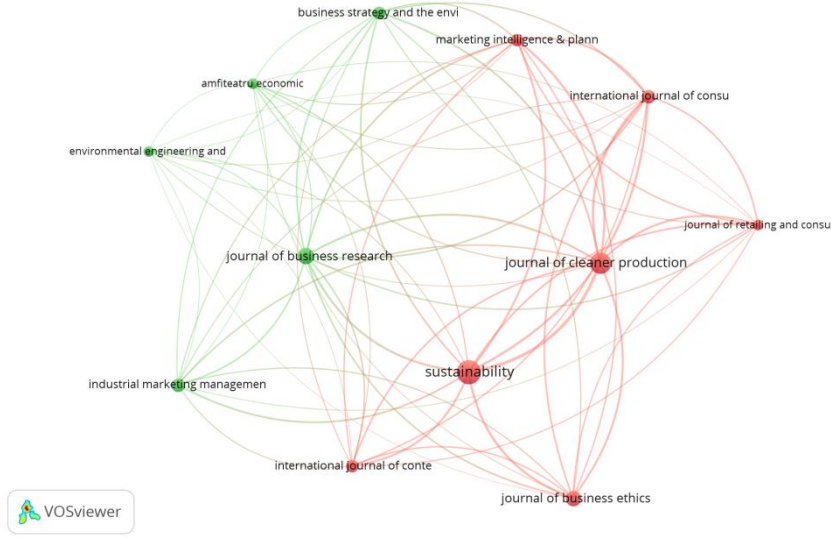 business strategy and the envi
marketing intelligence & plann
amfiteatru economic
international journal of consu
environmental engineering and
journal of retailing and consu
journal of business research
journal of cleaner production
sustainability
industrial marketing managemen
international journal of conte
journal of business ethics
VOSviewer